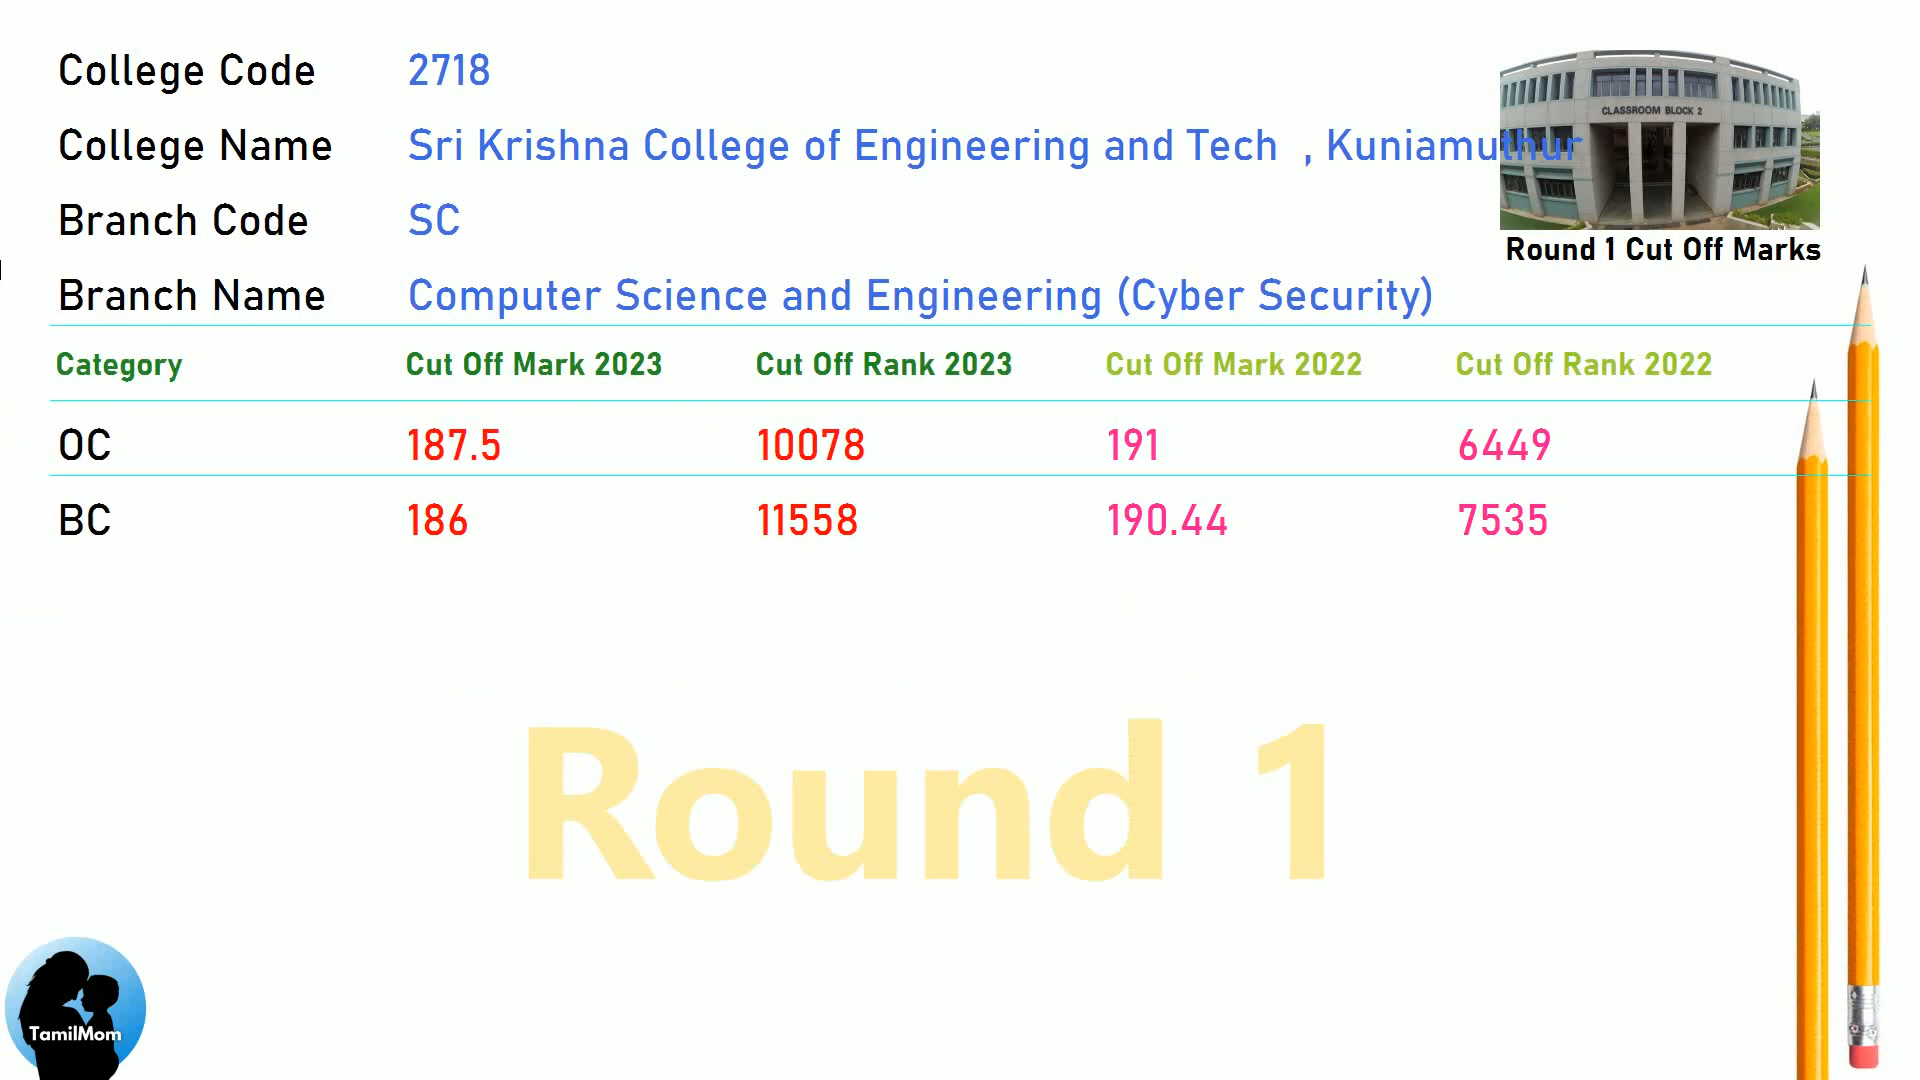 College Code 2718
College Name Sri Krishna College of Engineering and Tech , Kuniamuthur
CLASSROOM BLOCK 2
Branch Code SC
Round 1 Cut Off Marks
Branch Name Computer Science and Engineering (Cyber Security)
Category Cut Off Mark 2023 Cut Off Rank 2023 Cut Off Mark 2022 Cut Off Rank 2022
OC 187.5 10078 191 6449
BC 186 11558 190.44 7535
Round 1
TamilMom